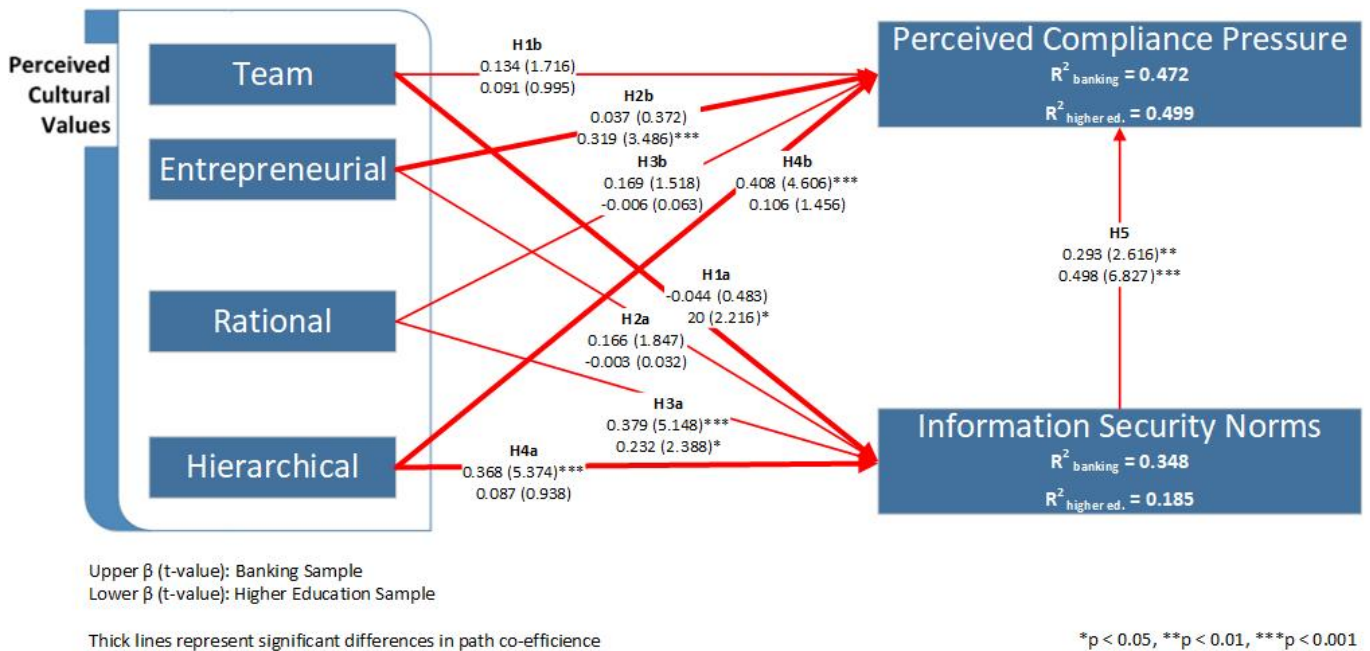 Perceived
Cultural
Values
Team
Entrepreneurial
Rational
Hierarchical
H1b
0.134 (1.716)
0.091 (0.995)
H2b
0.037 (0.372)
0.319 (3.486)***
H3b
0.169 (1.518)
-0.006 (0.063)
H4b
0.408 (4.606)***
0.106 (1.456)
H1a
-0.044 (0.483)
20 (2.216)*
H2a
0.166 (1.847)
-0.003 (0.032)
H3a
0.379 (5.148)***
0.232 (2.388)*
H4a
0.368 (5.374)***
0.087 (0.938)
Perceived Compliance Pressure
R² banking = 0.472
R² higher ed. = 0.499
H5
0.293 (2.616)**
0.498 (6.827)***
Information Security Norms
R² banking = 0.348
R² higher ed. = 0.185
Upper β (t-value): Banking Sample
Lower β (t-value): Higher Education Sample
Thick lines represent significant differences in path co-efficience
*p < 0.05, **p < 0.01, ***p < 0.001